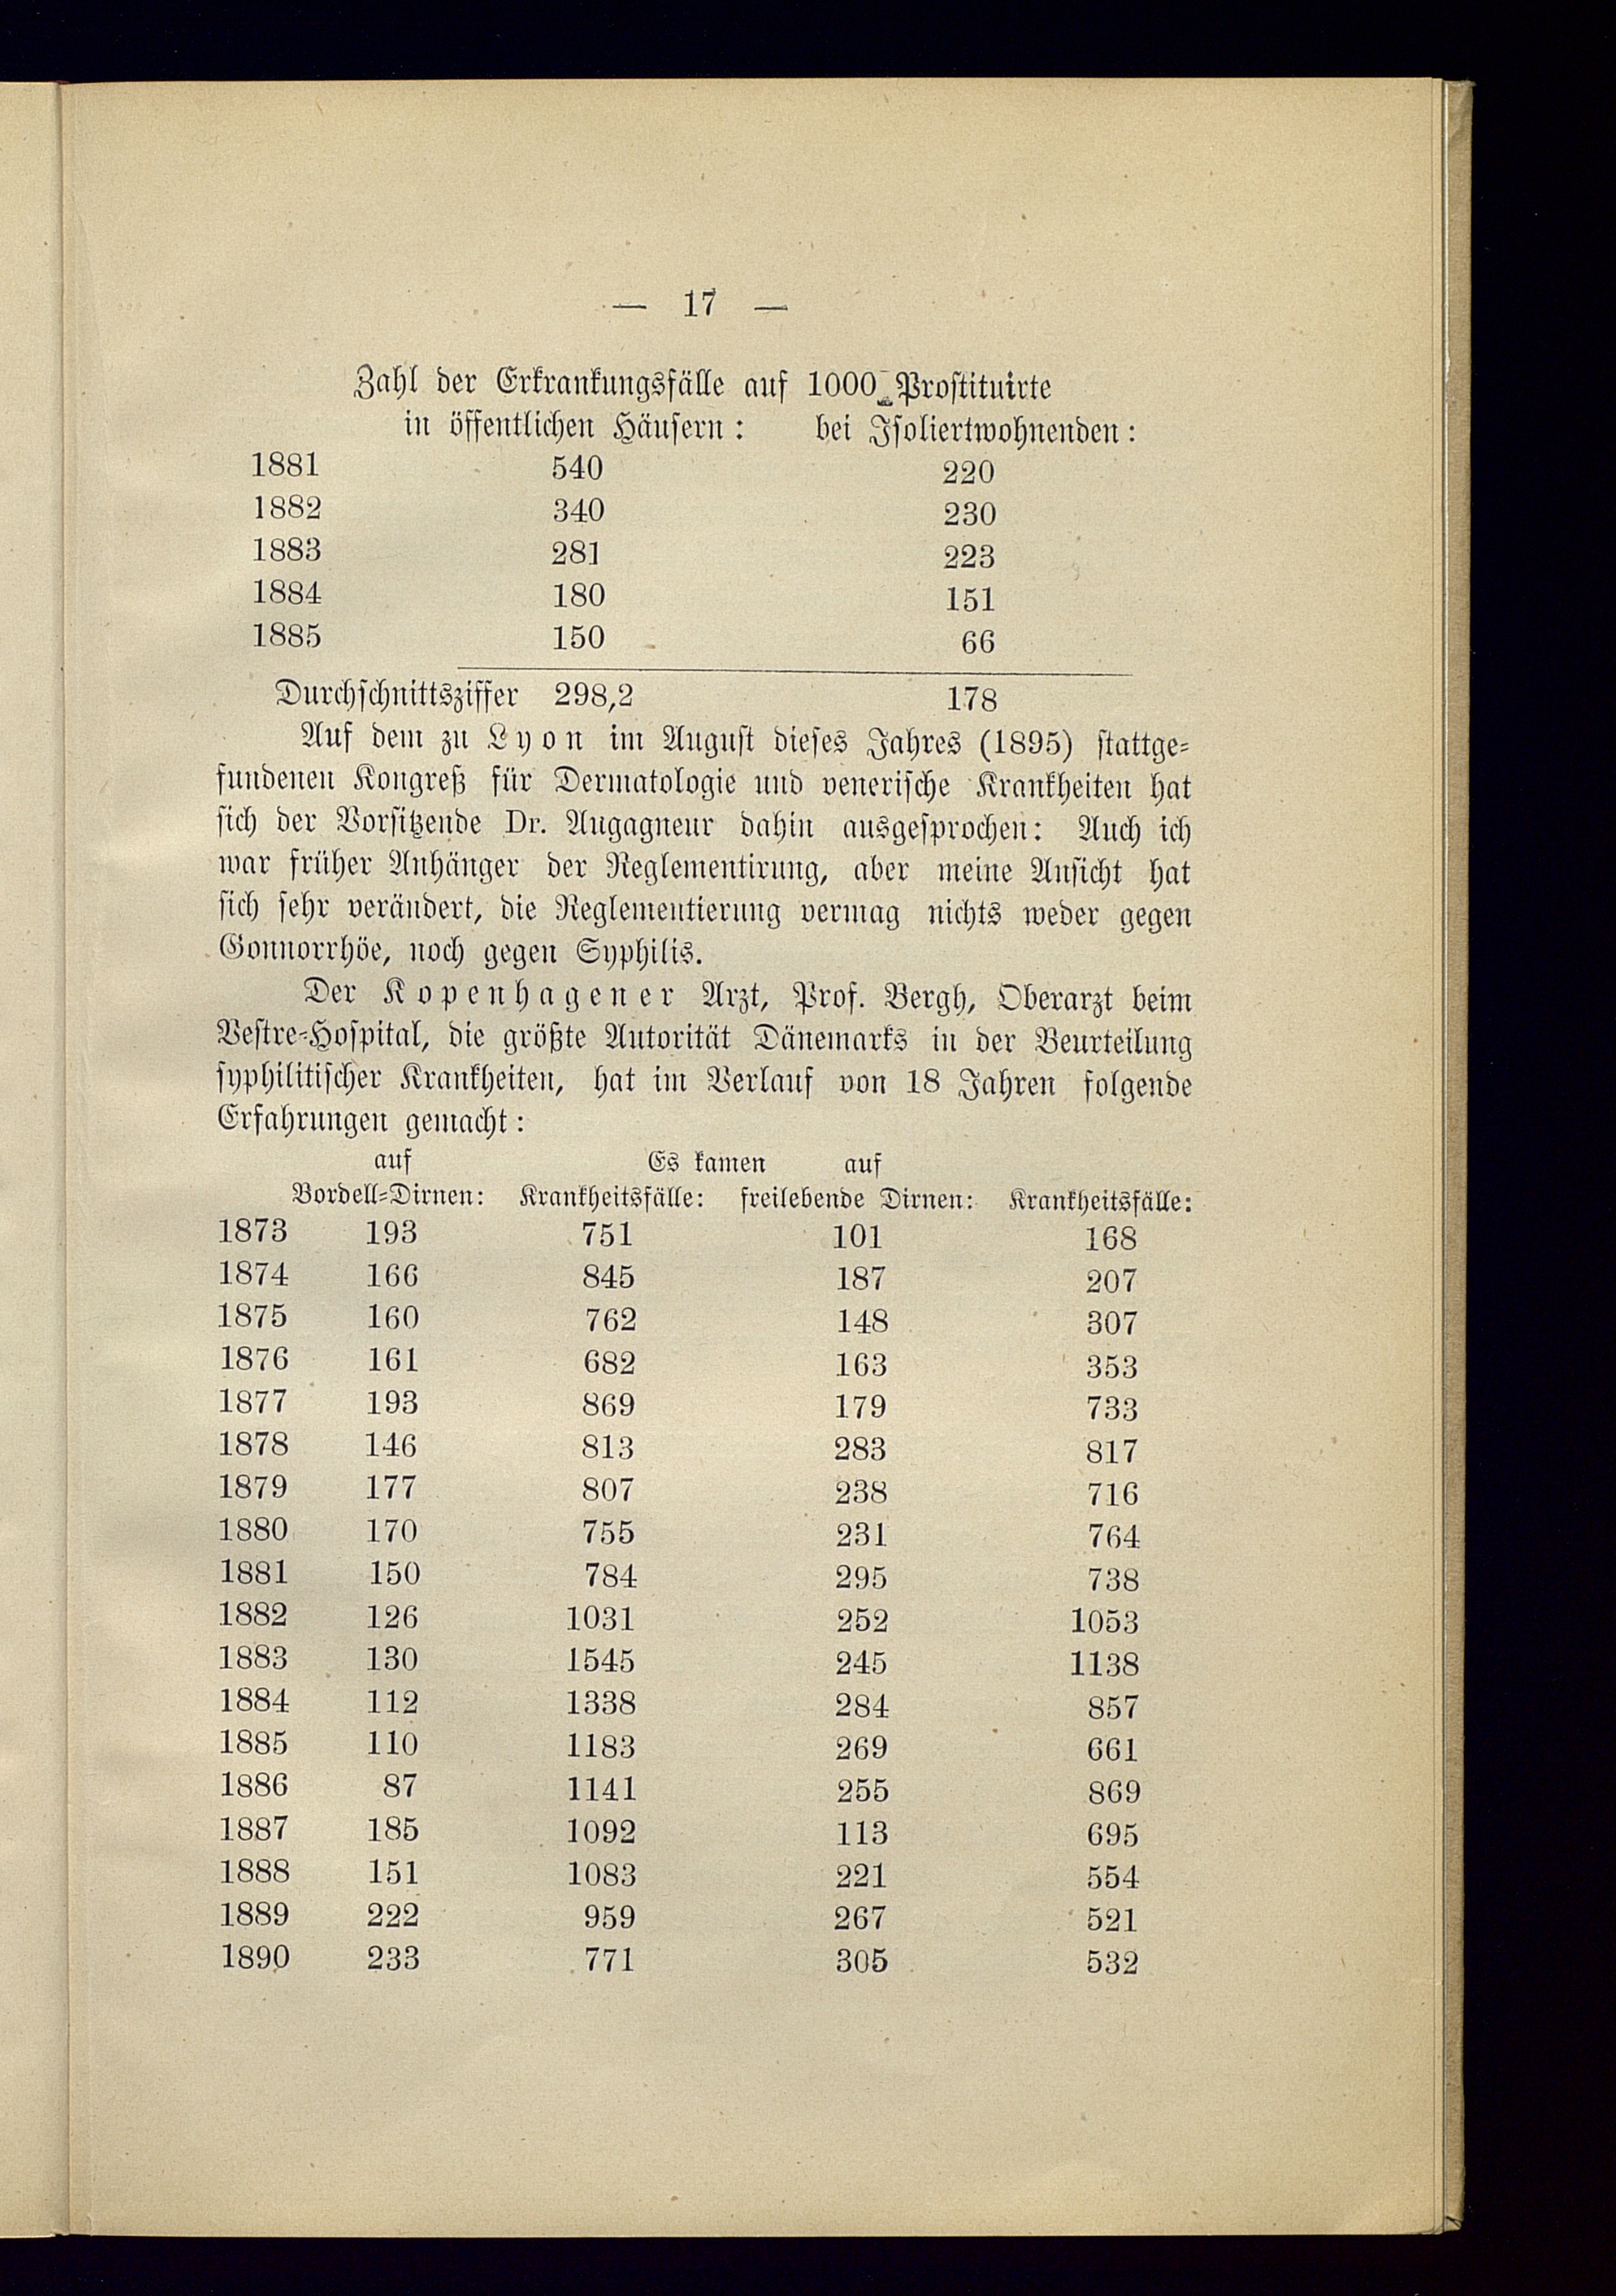 — 17 —
Zahl der Erkrankungsfälle auf 1000 Prostituirte
in öffentlichen Häusern: bei Isoliertwohnenden:
1881 540 220
1882 340 230
1883 281 223
1884 180 151
1885 150 66
Durchschnittsziffer 298,2 178
Auf dem zu Lyon im August dieses Jahres (1895) stattge-
fundenen Kongreß für Dermatologie und venerische Krankheiten hat
sich der Vorsitzende Dr. Augagneur dahin ausgesprochen: Auch ich
war früher Anhänger der Reglementirung, aber meine Ansicht hat
sich sehr verändert, die Reglementierung vermag nichts weder gegen
Gonnorrhöe, noch gegen Syphilis.
Der Kopenhagener Arzt, Prof. Bergh, Oberarzt beim
Vestre-Hospital, die größte Autorität Dänemarks in der Beurteilung
syphilitischer Krankheiten, hat im Verlauf von 18 Jahren folgende
Erfahrungen gemacht:
auf Es kamen auf
Bordell-Dirnen: Krankheitsfälle: freilebende Dirnen: Krankheitsfälle:
1873 193 751 101 168
1874 166 845 187 207
1875 160 762 148 307
1876 161 682 163 353
1877 193 869 179 733
1878 146 813 283 817
1879 177 807 238 716
1880 170 755 231 764
1881 150 784 295 738
1882 126 1031 252 1053
1883 130 1545 245 1138
1884 112 1338 284 857
1885 110 1183 269 661
1886 87 1141 255 869
1887 185 1092 113 695
1888 151 1083 221 554
1889 222 959 267 521
1890 233 771 305 532